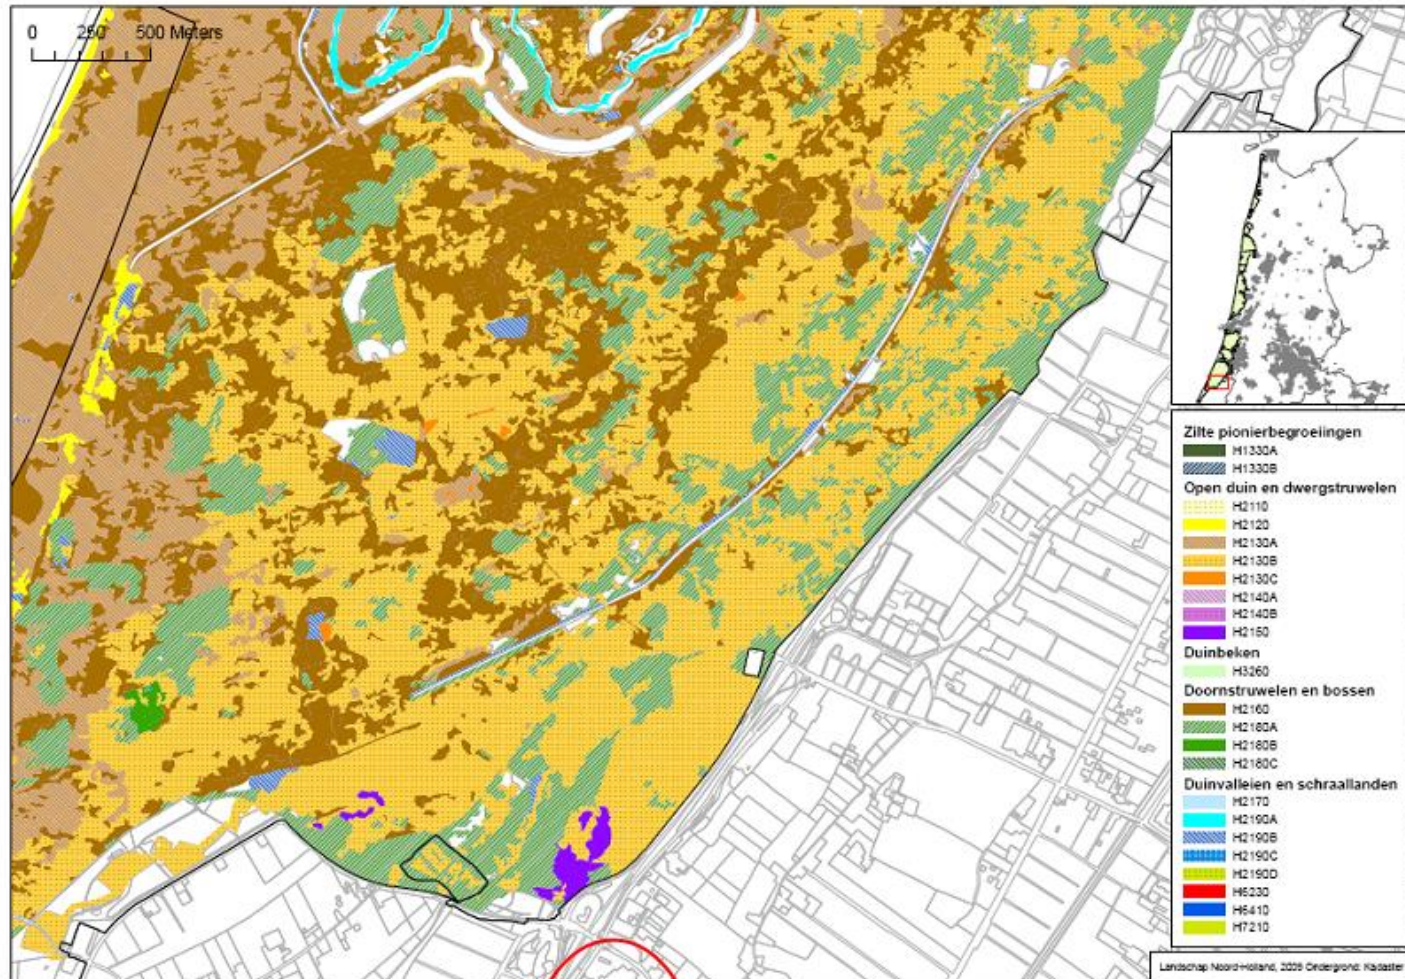 0 250 500 Meters
Zilte pionierbegroeiingen
H1330A
H1330B
Open duin en dwergstruwelen
H2110
H2120
H2130A
H2130B
H2130C
H2140A
H2140B
H2150
Duinbeken
H3260
Doornstruwelen en bossen
H2160
H2180A
H2180B
H2180C
Duinvalleien en schraallanden
H2170
H2190A
H2190B
H2190C
H2190D
H6230
H6410
H7210
Landschap Noord-Holland, 2009 Ondergrond: Kadaster